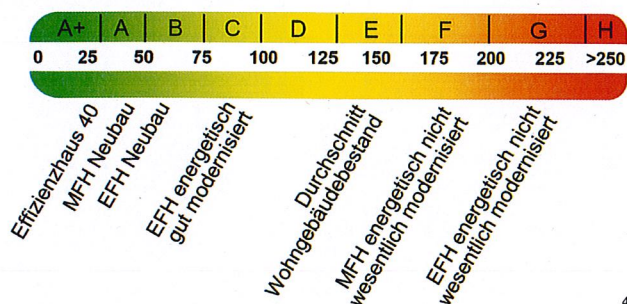 A+ A B C D E F G H
0 25 50 75 100 125 150 175 200 225 >250
Effizienzhaus 40
MFH Neubau
EFH Neubau
EFH energetisch
gut modernisiert
Durchschnitt
Wohngebäudebestand
MFH energetisch nicht
wesentlich modernisiert
EFH energetisch nicht
wesentlich modernisiert